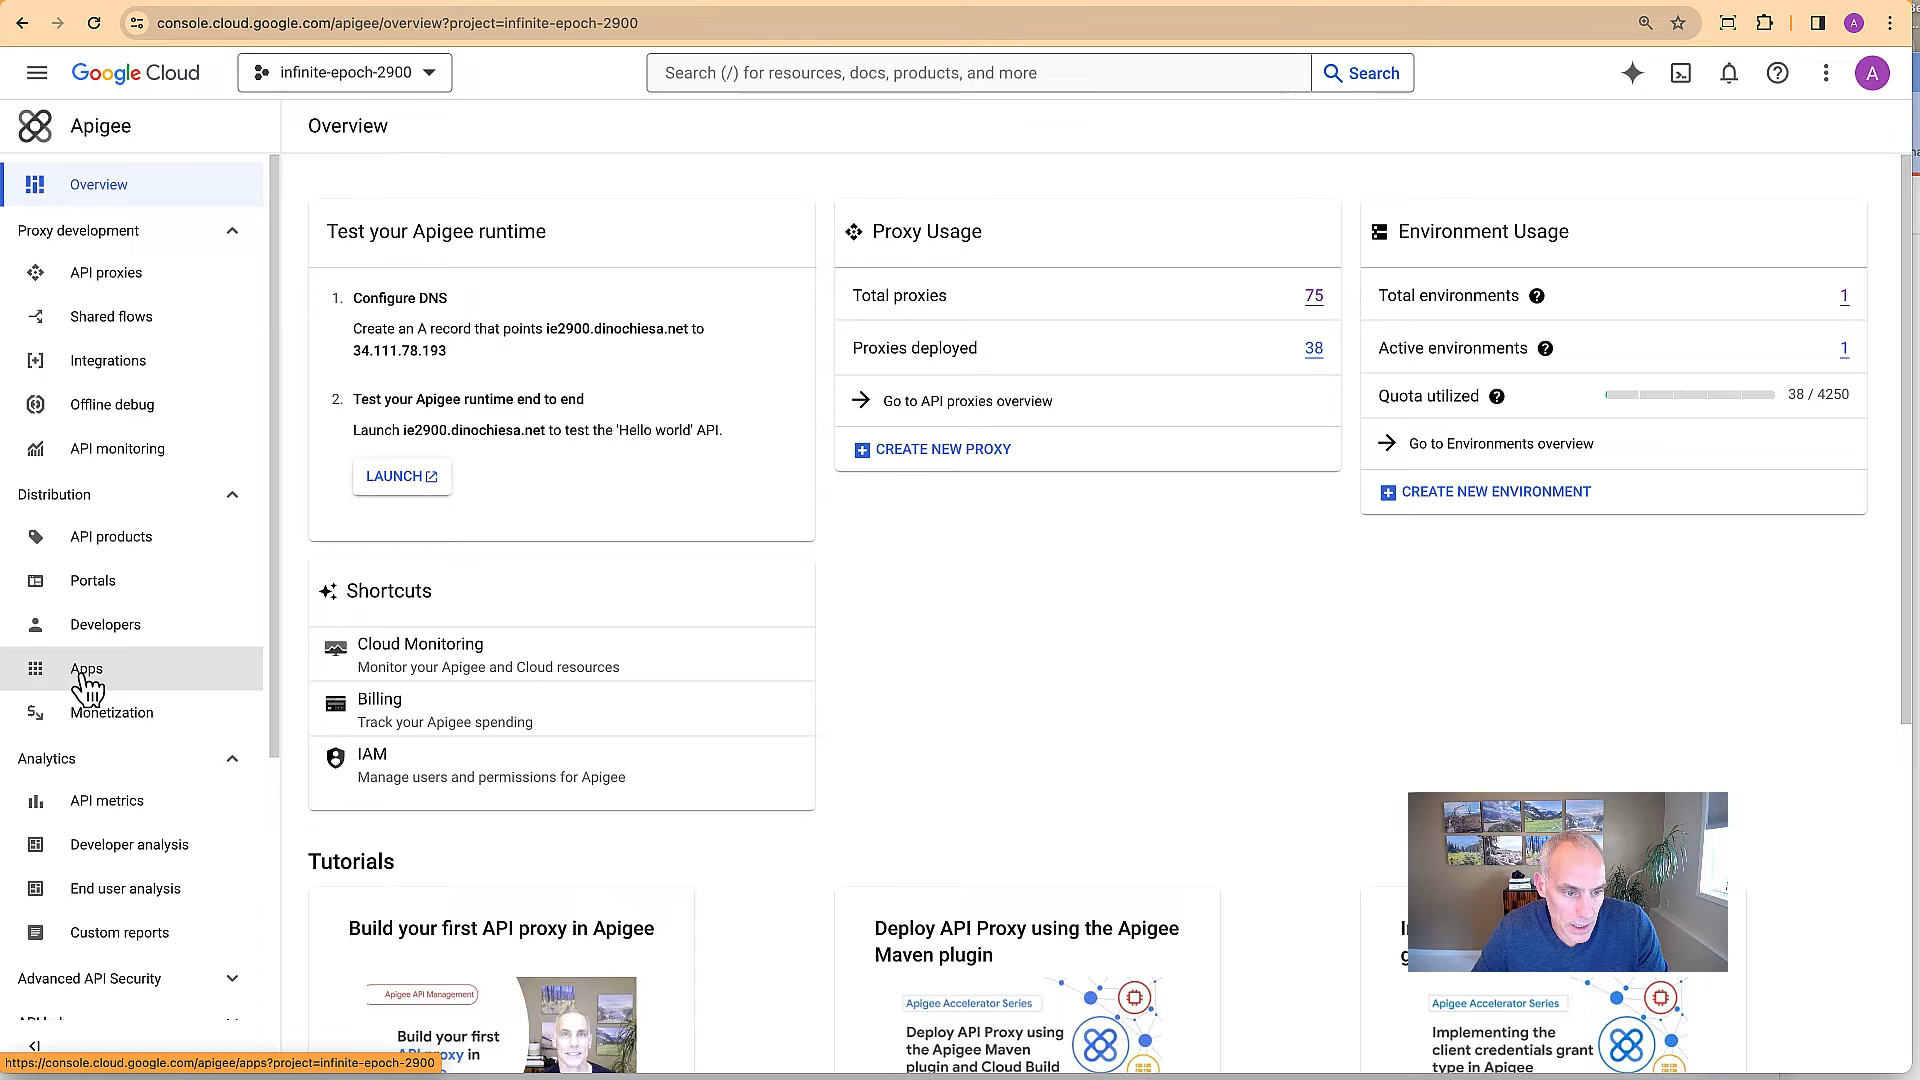 console.cloud.google.com/apigee/overview?project=infinite-epoch-2900
A
Google Cloud
infinite-epoch-2900
Search (/) for resources, docs, products, and more
Search
A
Apigee
Overview
Overview
Proxy development
API proxies
Shared flows
Integrations
Offline debug
API monitoring
Distribution
API products
Portals
Developers
Apps
Monetization
Analytics
API metrics
Developer analysis
End user analysis
Custom reports
Advanced API Security
https://console.cloud.google.com/apigee/apps?project=infinite-epoch-2900
Test your Apigee runtime
1. Configure DNS
Create an A record that points ie2900.dinochiesa.net to
34.111.78.193
2. Test your Apigee runtime end to end
Launch ie2900.dinochiesa.net to test the 'Hello world' API.
LAUNCH
Proxy Usage
Total proxies 75
Proxies deployed 38
Go to API proxies overview
CREATE NEW PROXY
Environment Usage
Total environments 1
Active environments 1
Quota utilized 38 / 4250
Go to Environments overview
CREATE NEW ENVIRONMENT
Shortcuts
Cloud Monitoring
Monitor your Apigee and Cloud resources
Billing
Track your Apigee spending
IAM
Manage users and permissions for Apigee
Tutorials
Build your first API proxy in Apigee
Apigee API Management
Build your first
API proxy in
Deploy API Proxy using the Apigee
Maven plugin
Apigee Accelerator Series
Deploy API Proxy using
the Apigee Maven
plugin and Cloud Build
Apigee Accelerator Series
Implementing the
client credentials grant
type in Apigee